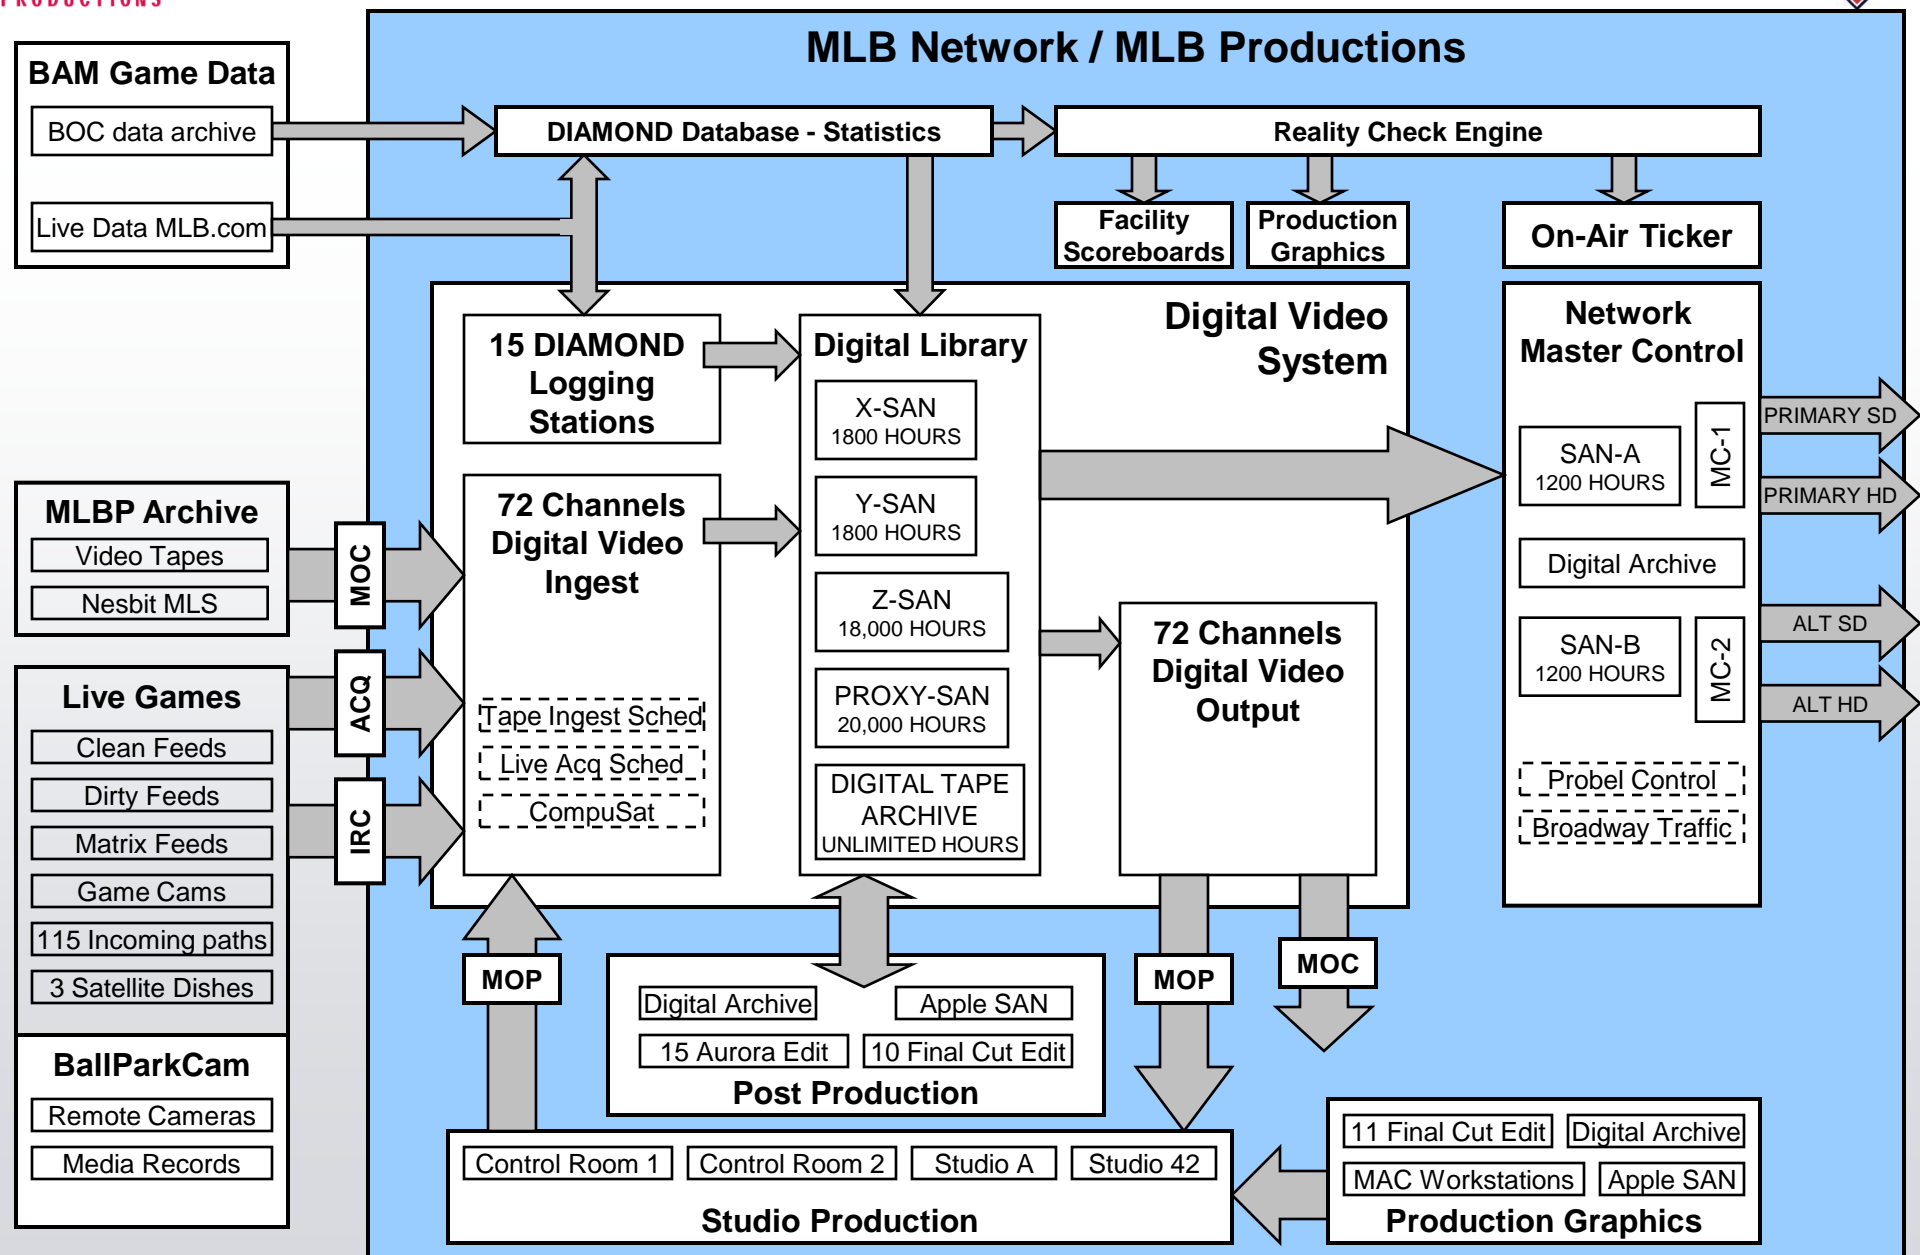 PRODUCTIONS
MLB Network / MLB Productions
BAM Game Data
BOC data archive
Live Data MLB.com
DIAMOND Database - Statistics
Reality Check Engine
Facility
Scoreboards
Production
Graphics
On-Air Ticker
Digital Video
System
15 DIAMOND
Logging
Stations
72 Channels
Digital Video
Ingest
Tape Ingest Sched
Live Acq Sched
CompuSat
Digital Library
X-SAN
1800 HOURS
Y-SAN
1800 HOURS
Z-SAN
18,000 HOURS
PROXY-SAN
20,000 HOURS
DIGITAL TAPE
ARCHIVE
UNLIMITED HOURS
72 Channels
Digital Video
Output
Network
Master Control
SAN-A
1200 HOURS
MC-1
Digital Archive
SAN-B
1200 HOURS
MC-2
Probel Control
Broadway Traffic
PRIMARY SD
PRIMARY HD
ALT SD
ALT HD
MLBP Archive
Video Tapes
Nesbit MLS
MOC
ACQ
IRC
Live Games
Clean Feeds
Dirty Feeds
Matrix Feeds
Game Cams
115 Incoming paths
3 Satellite Dishes
BallParkCam
Remote Cameras
Media Records
MOP
Digital Archive
Apple SAN
15 Aurora Edit
10 Final Cut Edit
Post Production
MOP
MOC
Control Room 1
Control Room 2
Studio A
Studio 42
Studio Production
11 Final Cut Edit
Digital Archive
MAC Workstations
Apple SAN
Production Graphics